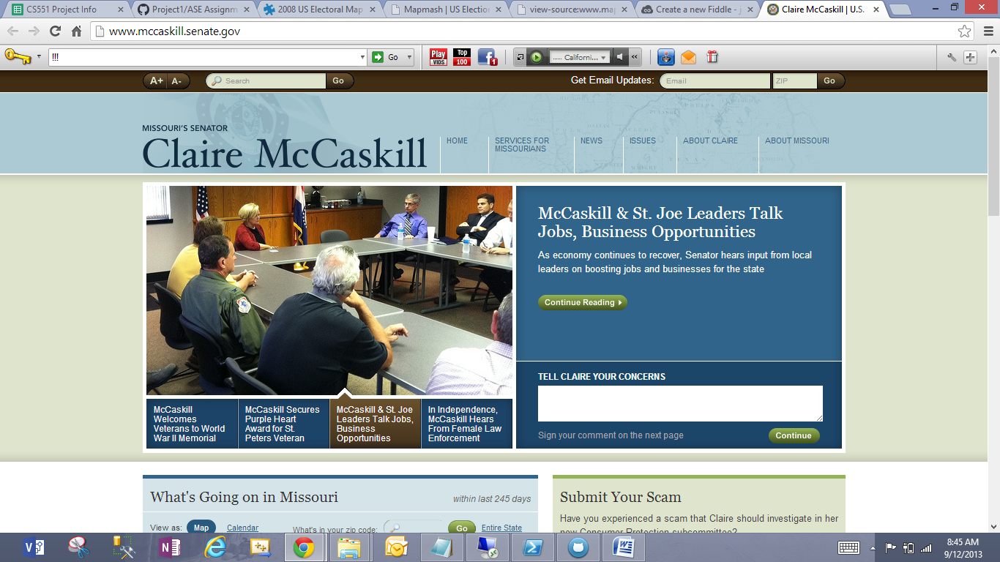 CS551 Project Info
Project1/ASE Assignm
2008 US Electoral Map
Mapmash | US Election
view-source:www.ma
Create a new Fiddle - j
Claire McCaskill | U.S.
www.mccaskill.senate.gov
!!!
Go
Play VIDS
Top 100
1
..... Californi...
A+
A-
Search
Go
Get Email Updates:
Email
ZIP
Go
MISSOURI'S SENATOR
Claire McCaskill
HOME
SERVICES FOR
MISSOURIANS
NEWS
ISSUES
ABOUT CLAIRE
ABOUT MISSOURI
McCaskill & St. Joe Leaders Talk
Jobs, Business Opportunities
As economy continues to recover, Senator hears input from local
leaders on boosting jobs and businesses for the state
Continue Reading
TELL CLAIRE YOUR CONCERNS
Sign your comment on the next page
Continue
McCaskill
Welcomes
Veterans to World
War II Memorial
McCaskill Secures
Purple Heart
Award for St.
Peters Veteran
McCaskill & St. Joe
Leaders Talk Jobs,
Business
Opportunities
In Independence,
McCaskill Hears
From Female Law
Enforcement
What's Going on in Missouri
within last 245 days
View as:
Map
Calendar
What's in your zip code:
Go
Entire State
Submit Your Scam
Have you experienced a scam that Claire should investigate in her
new Consumer Protection subcommittee?
8:45 AM
9/12/2013